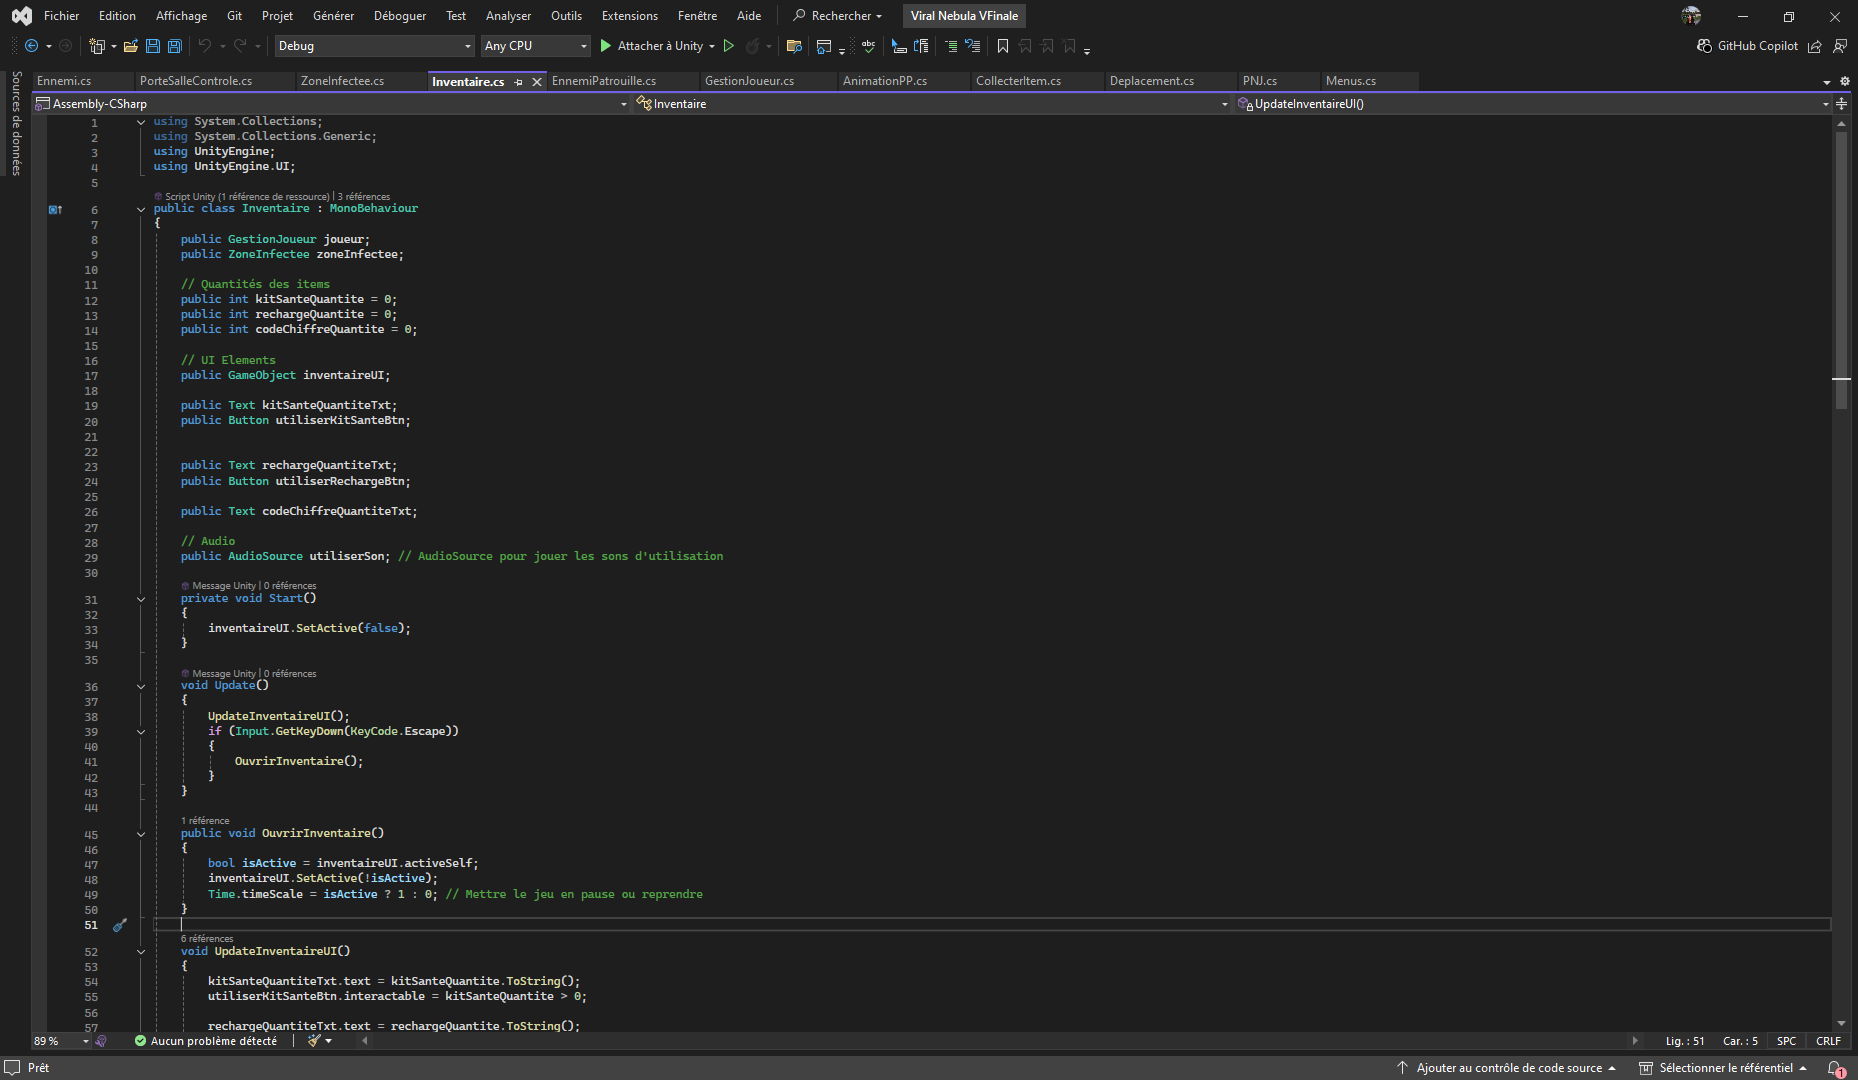 Fichier Edition Affichage Git Projet Générer Déboguer Test Analyser Outils Extensions Fenêtre Aide Rechercher Viral Nebula VFinale
Debug Any CPU Attacher à Unity GitHub Copilot
Sources de données
Ennemi.cs PorteSalleControle.cs ZoneInfectee.cs Inventaire.cs EnnemiPatrouille.cs GestionJoueur.cs AnimationPP.cs CollecterItem.cs Deplacement.cs PNJ.cs Menus.cs
Assembly-CSharp Inventaire UpdateInventaireUI()
1 using System.Collections;
2 using System.Collections.Generic;
3 using UnityEngine;
4 using UnityEngine.UI;
5
Script Unity (1 référence de ressource) | 3 références
6 public class Inventaire : MonoBehaviour
7 {
8 public GestionJoueur joueur;
9 public ZoneInfectee zoneInfectee;
10
11 // Quantités des items
12 public int kitSanteQuantite = 0;
13 public int rechargeQuantite = 0;
14 public int codeChiffreQuantite = 0;
15
16 // UI Elements
17 public GameObject inventaireUI;
18
19 public Text kitSanteQuantiteTxt;
20 public Button utiliserKitSanteBtn;
21
22
23 public Text rechargeQuantiteTxt;
24 public Button utiliserRechargeBtn;
25
26 public Text codeChiffreQuantiteTxt;
27
28 // Audio
29 public AudioSource utiliserSon; // AudioSource pour jouer les sons d'utilisation
30
Message Unity | 0 références
31 private void Start()
32 {
33 inventaireUI.SetActive(false);
34 }
35
Message Unity | 0 références
36 void Update()
37 {
38 UpdateInventaireUI();
39 if (Input.GetKeyDown(KeyCode.Escape))
40 {
41 OuvrirInventaire();
42 }
43 }
44
1 référence
45 public void OuvrirInventaire()
46 {
47 bool isActive = inventaireUI.activeSelf;
48 inventaireUI.SetActive(!isActive);
49 Time.timeScale = isActive ? 1 : 0; // Mettre le jeu en pause ou reprendre
50 }
51
6 références
52 void UpdateInventaireUI()
53 {
54 kitSanteQuantiteTxt.text = kitSanteQuantite.ToString();
55 utiliserKitSanteBtn.interactable = kitSanteQuantite > 0;
56
57 rechargeQuantiteTxt.text = rechargeQuantite.ToString();
89 % Aucun problème détecté Lig. : 51 Car. : 5 SPC CRLF
Prêt Ajouter au contrôle de code source Sélectionner le référentiel 1